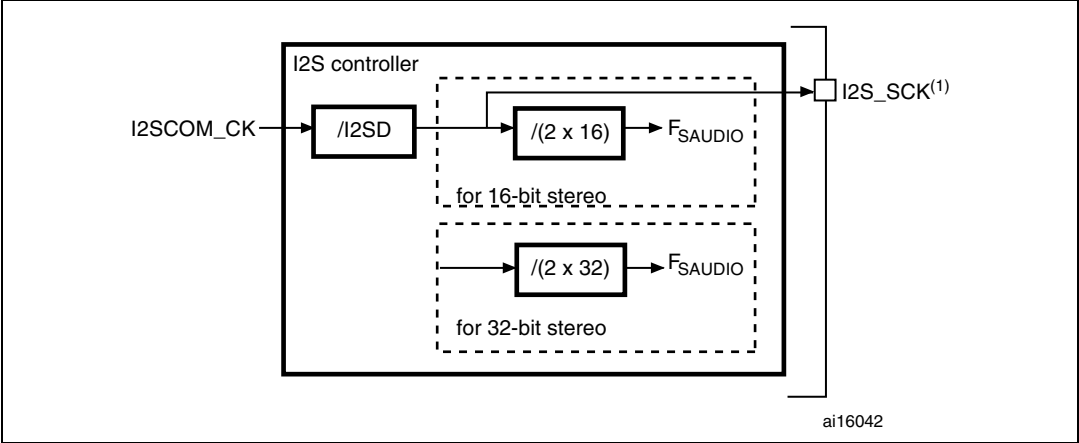 I2S controller
I2SCOM_CK
/I2SD
/(2 x 16)
FSAUDIO
I2S_SCK(1)
for 16-bit stereo
/(2 x 32)
FSAUDIO
for 32-bit stereo
ai16042